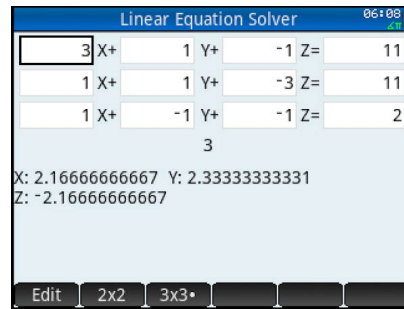 Linear Equation Solver 06:08
∡π
3 X+ 1 Y+ -1 Z= 11
1 X+ 1 Y+ -3 Z= 11
1 X+ -1 Y+ -1 Z= 2
3
X: 2.16666666667 Y: 2.33333333331
Z: -2.16666666667
Edit 2x2 3x3•